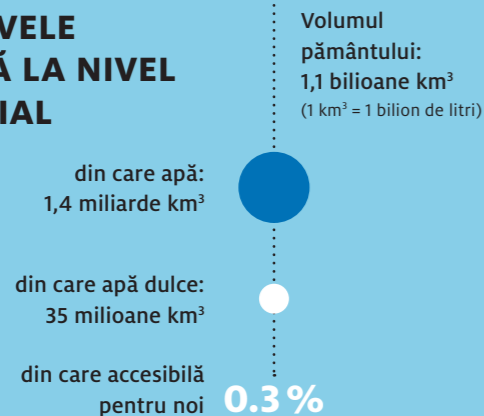 VELE
Ă LA NIVEL
IAL
Volumul
pământului:
1,1 bilioane km³
(1 km³ = 1 bilion de litri)
din care apă:
1,4 miliarde km³
din care apă dulce:
35 milioane km³
din care accesibilă
pentru noi
0.3 %